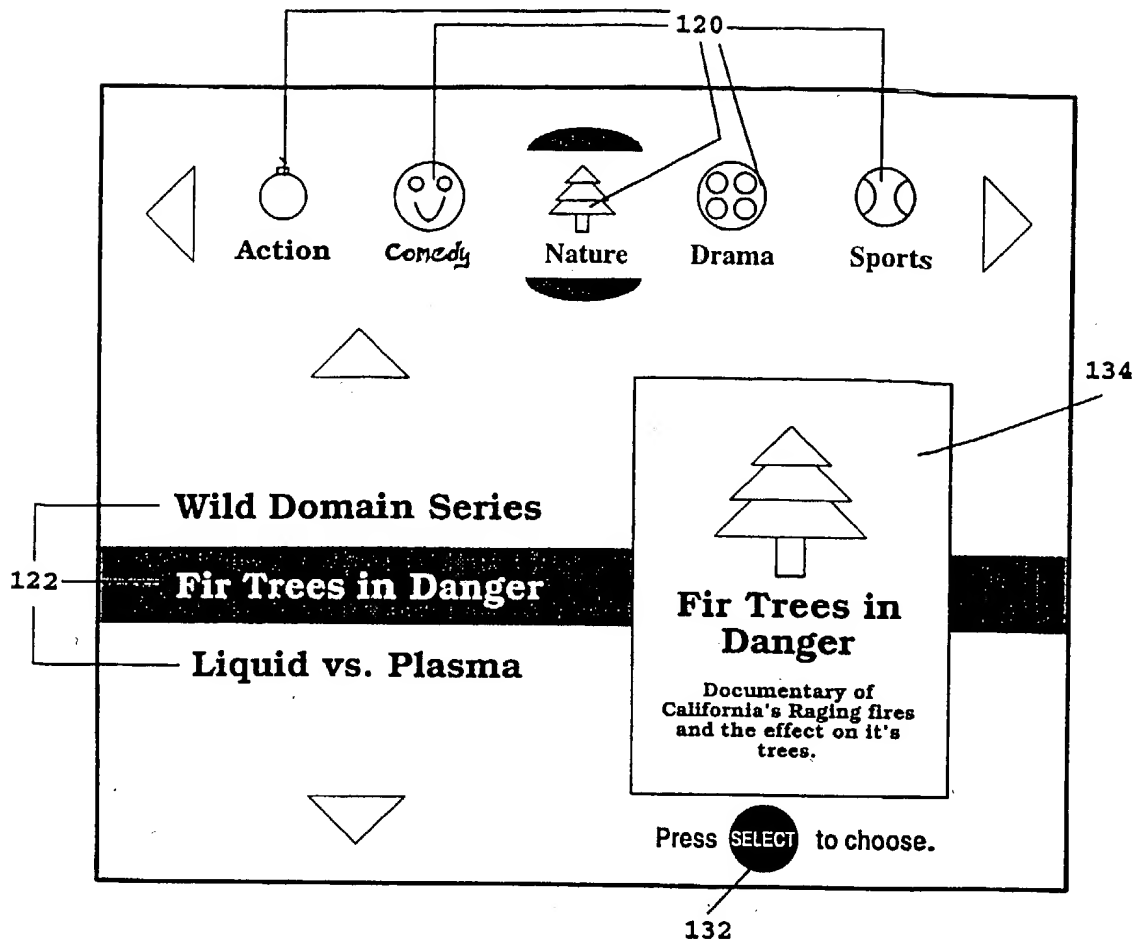 120
Action Comedy Nature Drama Sports
134
Wild Domain Series
122
Fir Trees in Danger
Liquid vs. Plasma
Fir Trees in
Danger
Documentary of
California's Raging fires
and the effect on it's
trees.
Press SELECT to choose.
132